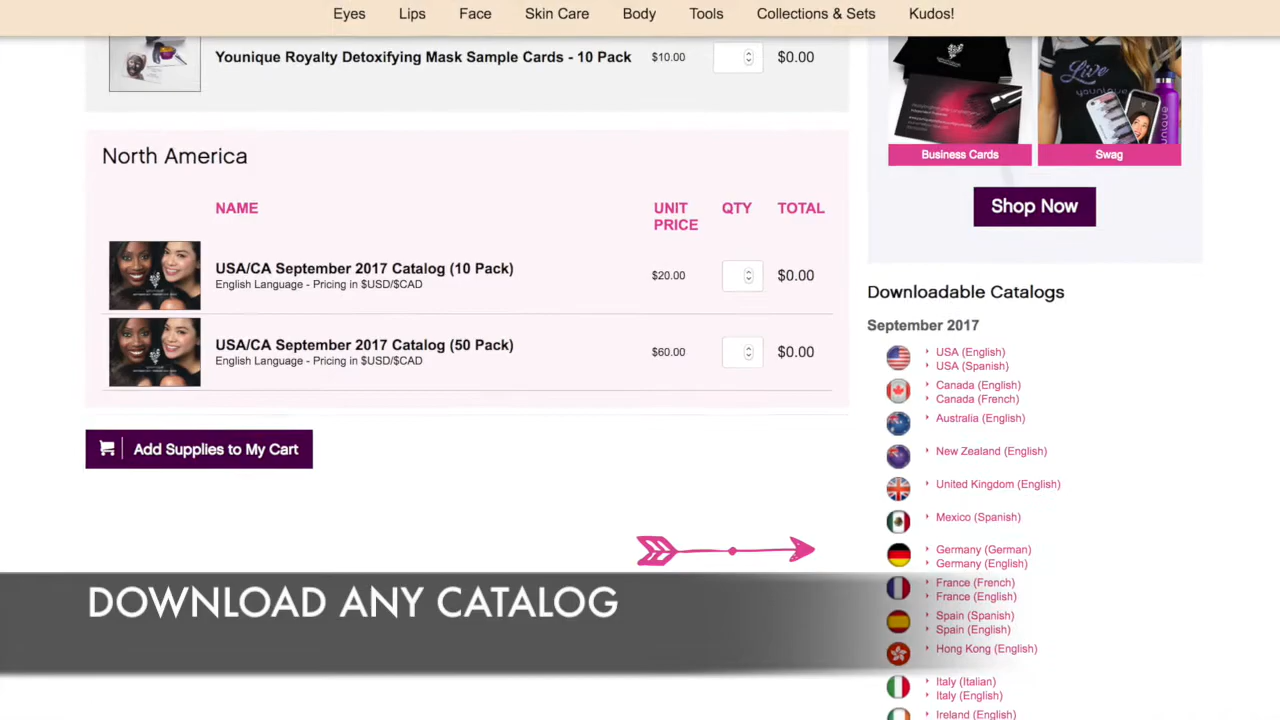 Eyes
Lips
Face
Skin Care
Body
Tools
Collections & Sets
Kudos!
Younique Royalty Detoxifying Mask Sample Cards - 10 Pack
$10.00
$0.00
North America
NAME
UNIT
PRICE
QTY
TOTAL
USA/CA September 2017 Catalog (10 Pack)
English Language - Pricing in $USD/$CAD
$20.00
$0.00
USA/CA September 2017 Catalog (50 Pack)
English Language - Pricing in $USD/$CAD
$60.00
$0.00
Add Supplies to My Cart
Live
Business Cards
Swag
Shop Now
Downloadable Catalogs
September 2017
USA (English)
USA (Spanish)
Canada (English)
Canada (French)
Australia (English)
New Zealand (English)
United Kingdom (English)
Mexico (Spanish)
Germany (German)
Germany (English)
France (French)
France (English)
Spain (Spanish)
Spain (English)
Hong Kong (English)
Italy (Italian)
Italy (English)
Ireland (English)
DOWNLOAD ANY CATALOG